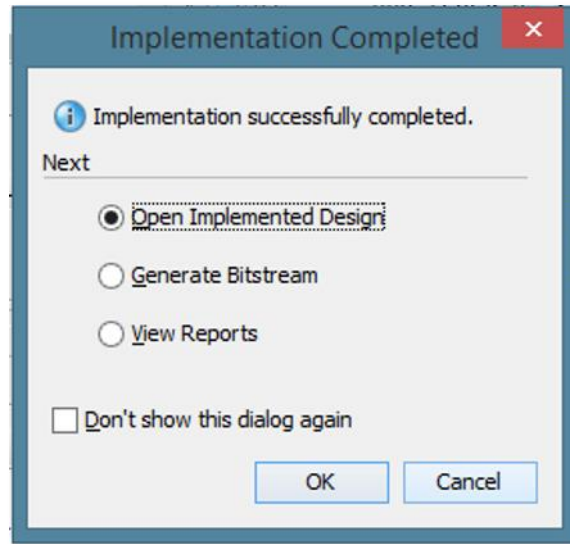 Implementation Completed
Implementation successfully completed.
Next
Open Implemented Design
Generate Bitstream
View Reports
Don't show this dialog again
OK Cancel